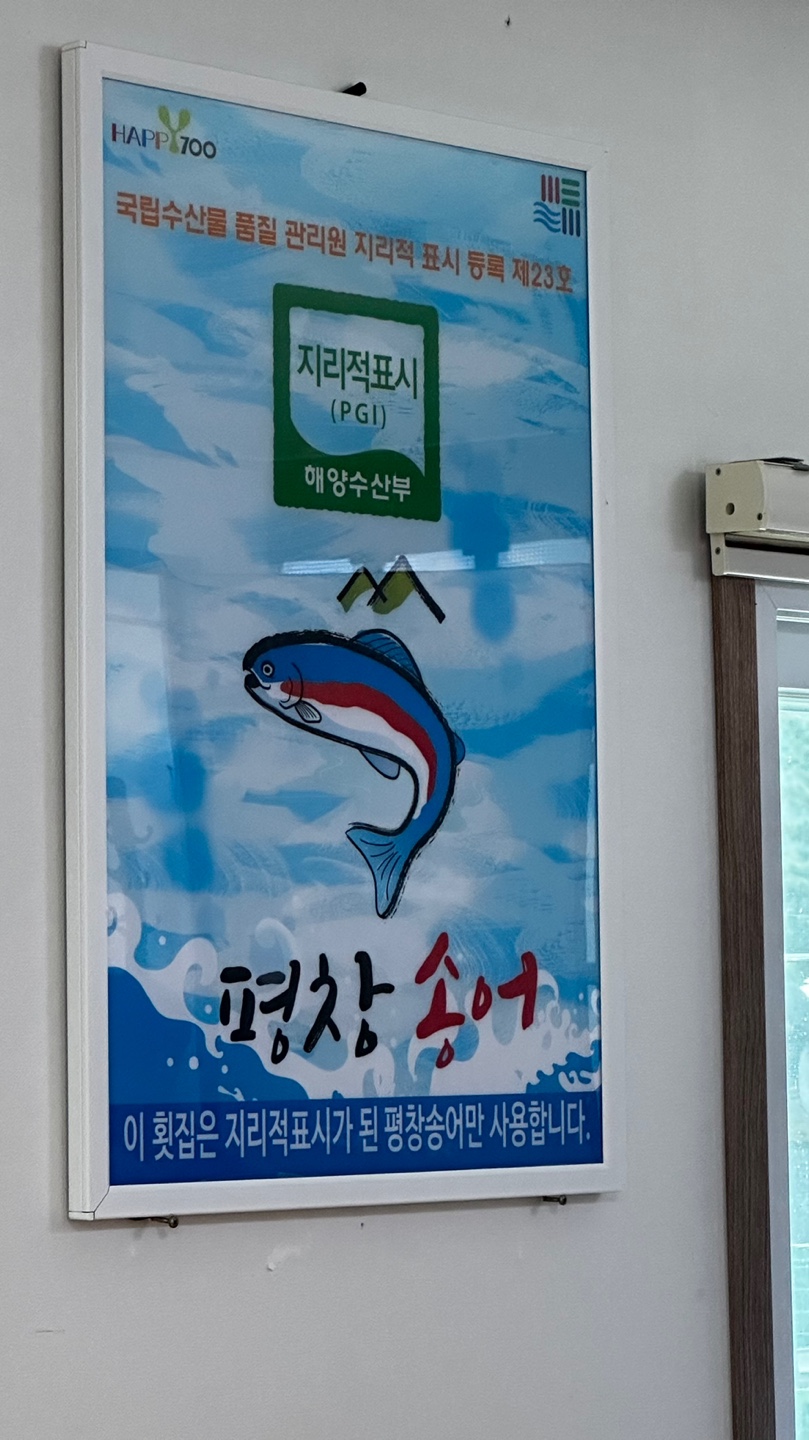 HAPPY700
국립수산물 품질 관리원 지리적 표시 등록 제23호
지리적표시
(PGI)
해양수산부
평창 송어
이 횟집은 지리적표시가 된 평창송어만 사용합니다.